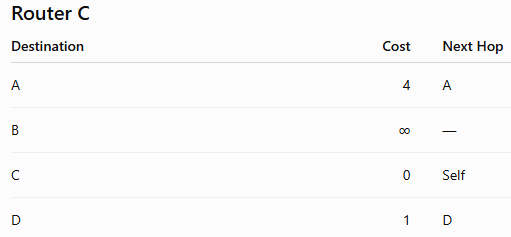 Router C
Destination Cost Next Hop
A 4 A
B ∞ —
C 0 Self
D 1 D